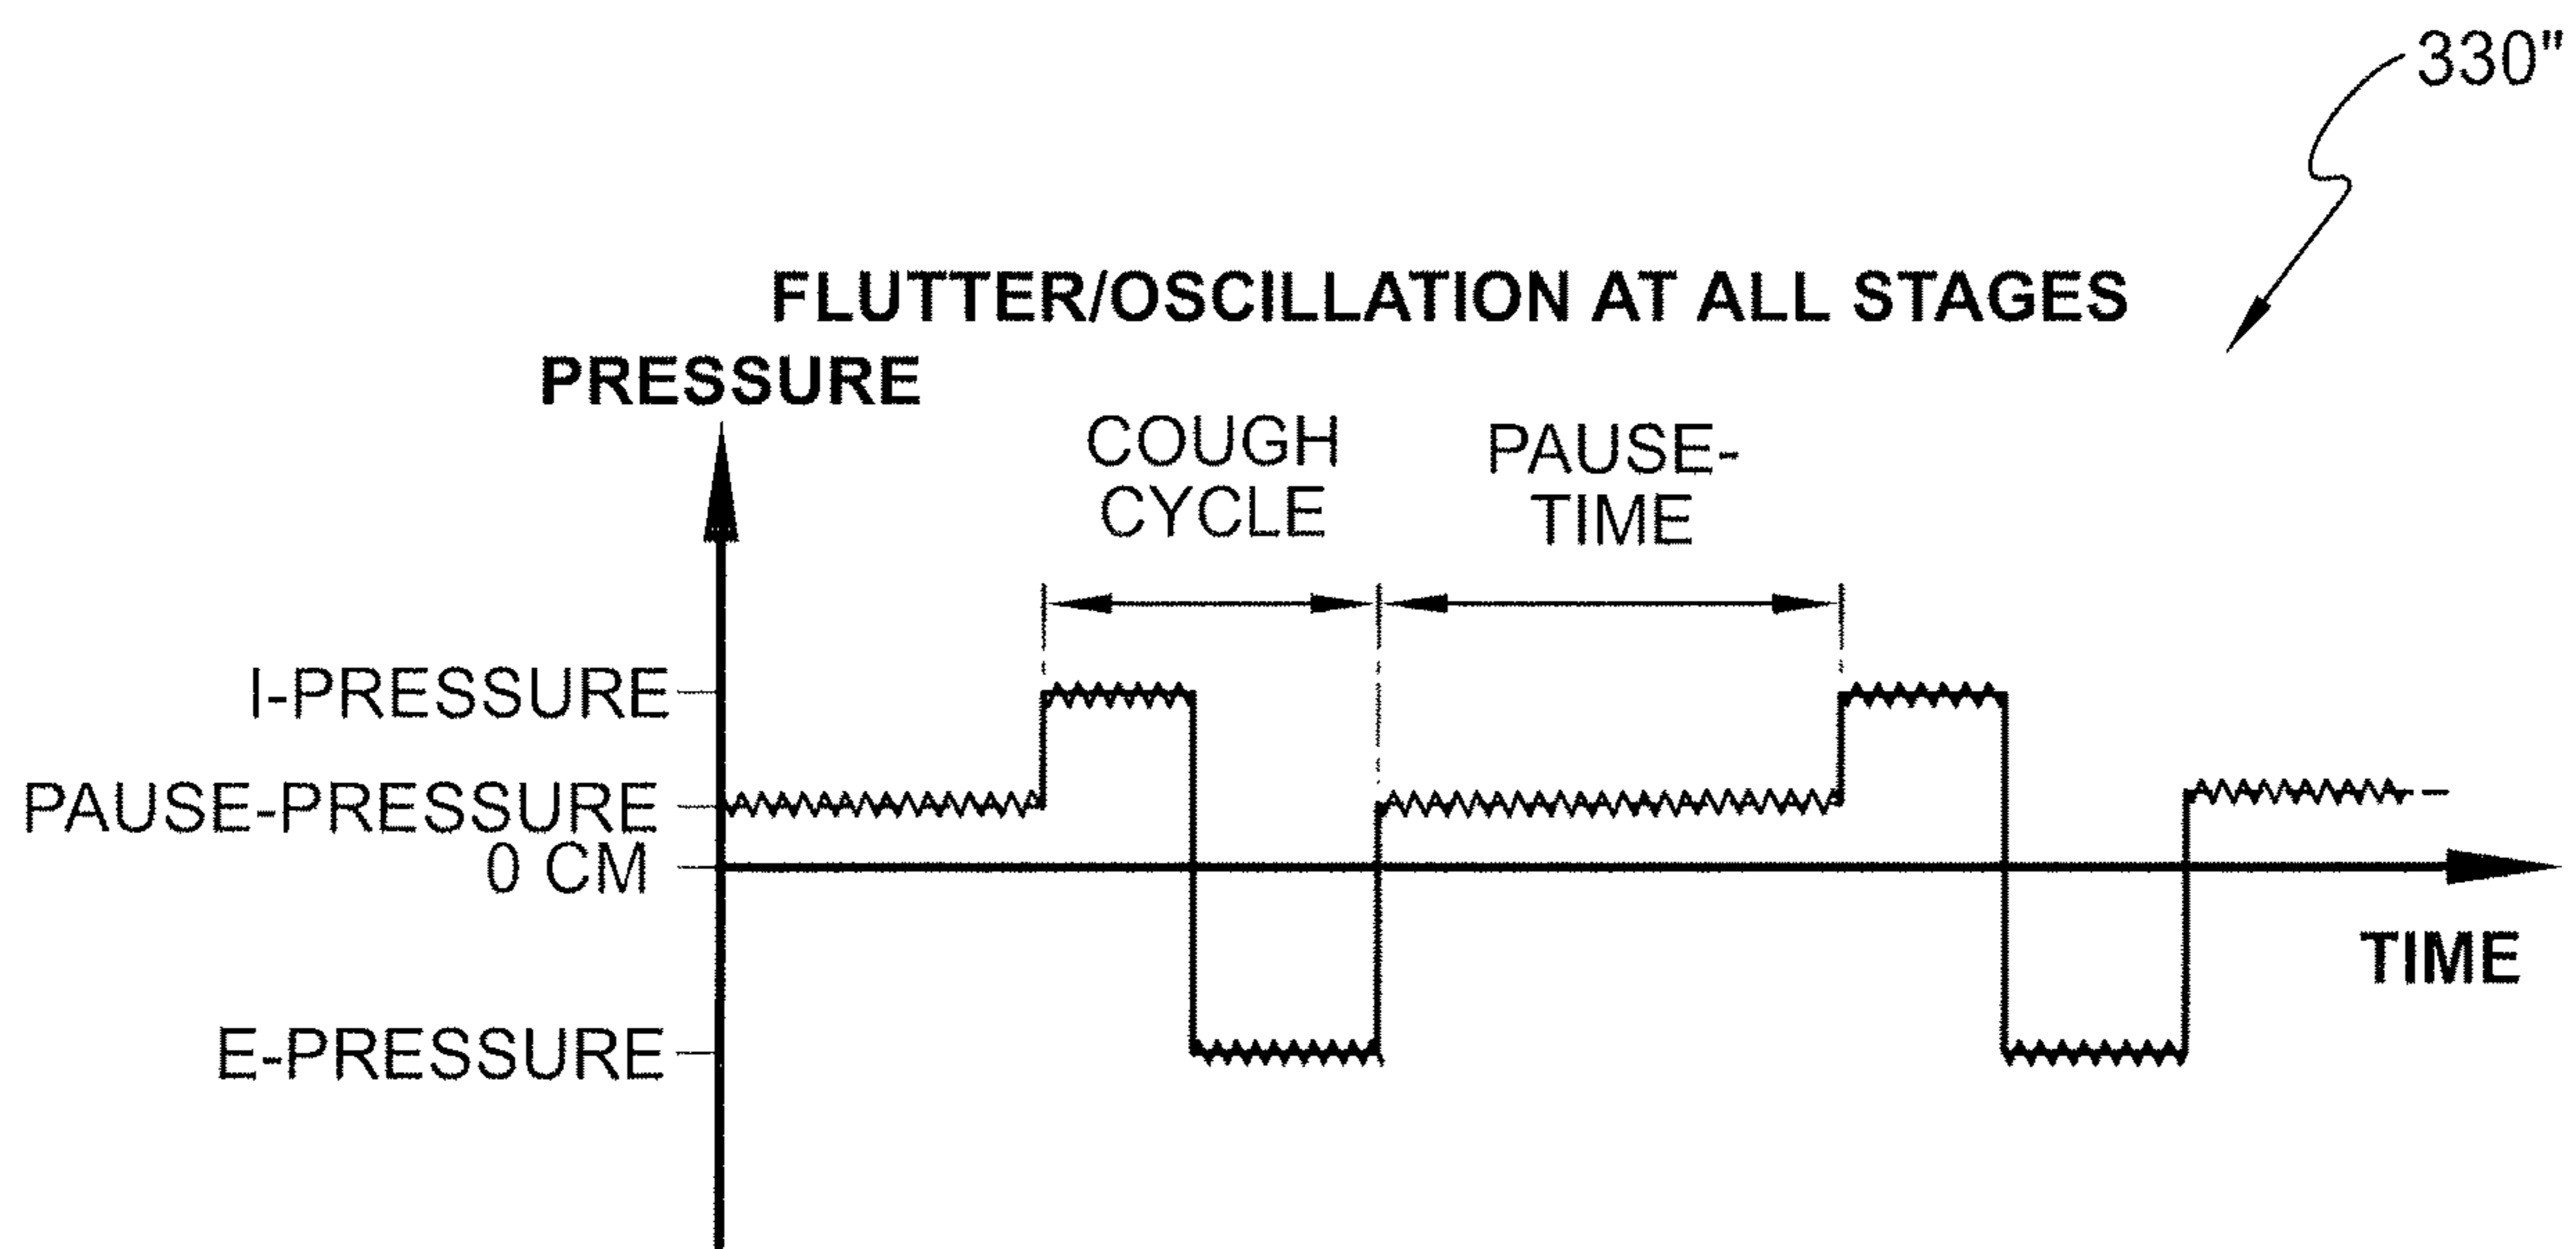 330"
FLUTTER/OSCILLATION AT ALL STAGES
PRESSURE
COUGH
CYCLE
PAUSE-
TIME
I-PRESSURE
PAUSE-PRESSURE
0 CM
TIME
E-PRESSURE